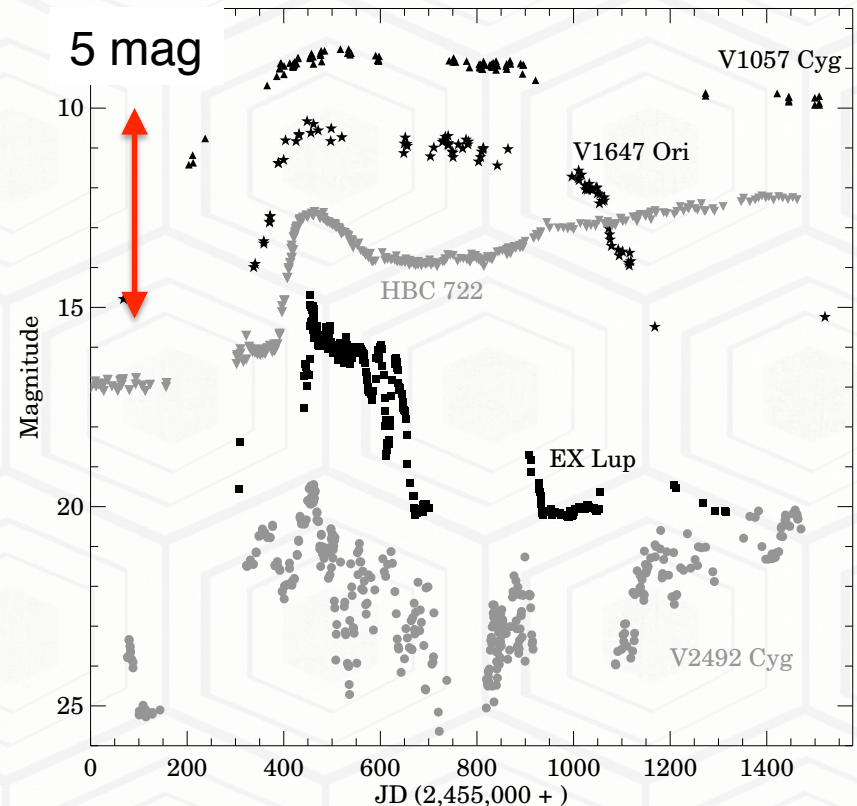 5 mag
V1057 Cyg
10
V1647 Ori
HBC 722
15
Magnitude
EX Lup
20
V2492 Cyg
25
0 200 400 600 800 1000 1200 1400
JD (2,455,000 + )